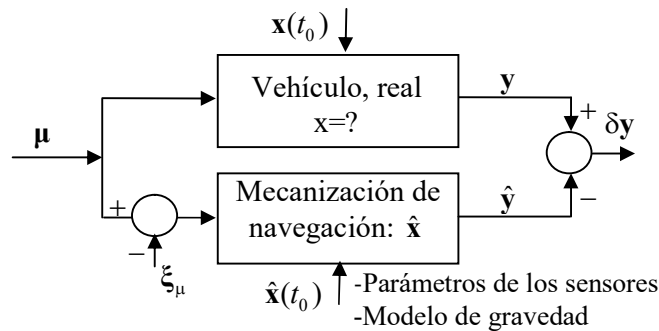 x(t₀)
Vehículo, real
x=?
y
+
δy
μ
Mecanización de
navegación: x̂
ŷ
−
+
−
ξμ
x̂(t₀)
-Parámetros de los sensores
-Modelo de gravedad